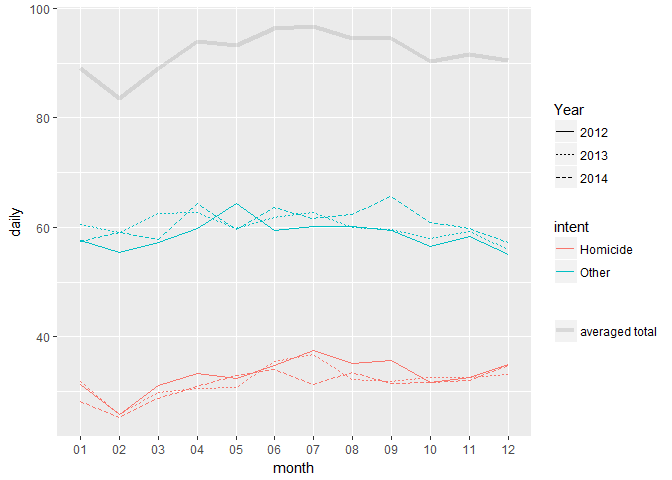 100
80
60
40
daily
01 02 03 04 05 06 07 08 09 10 11 12
month
Year
2012
2013
2014
intent
Homicide
Other
averaged total